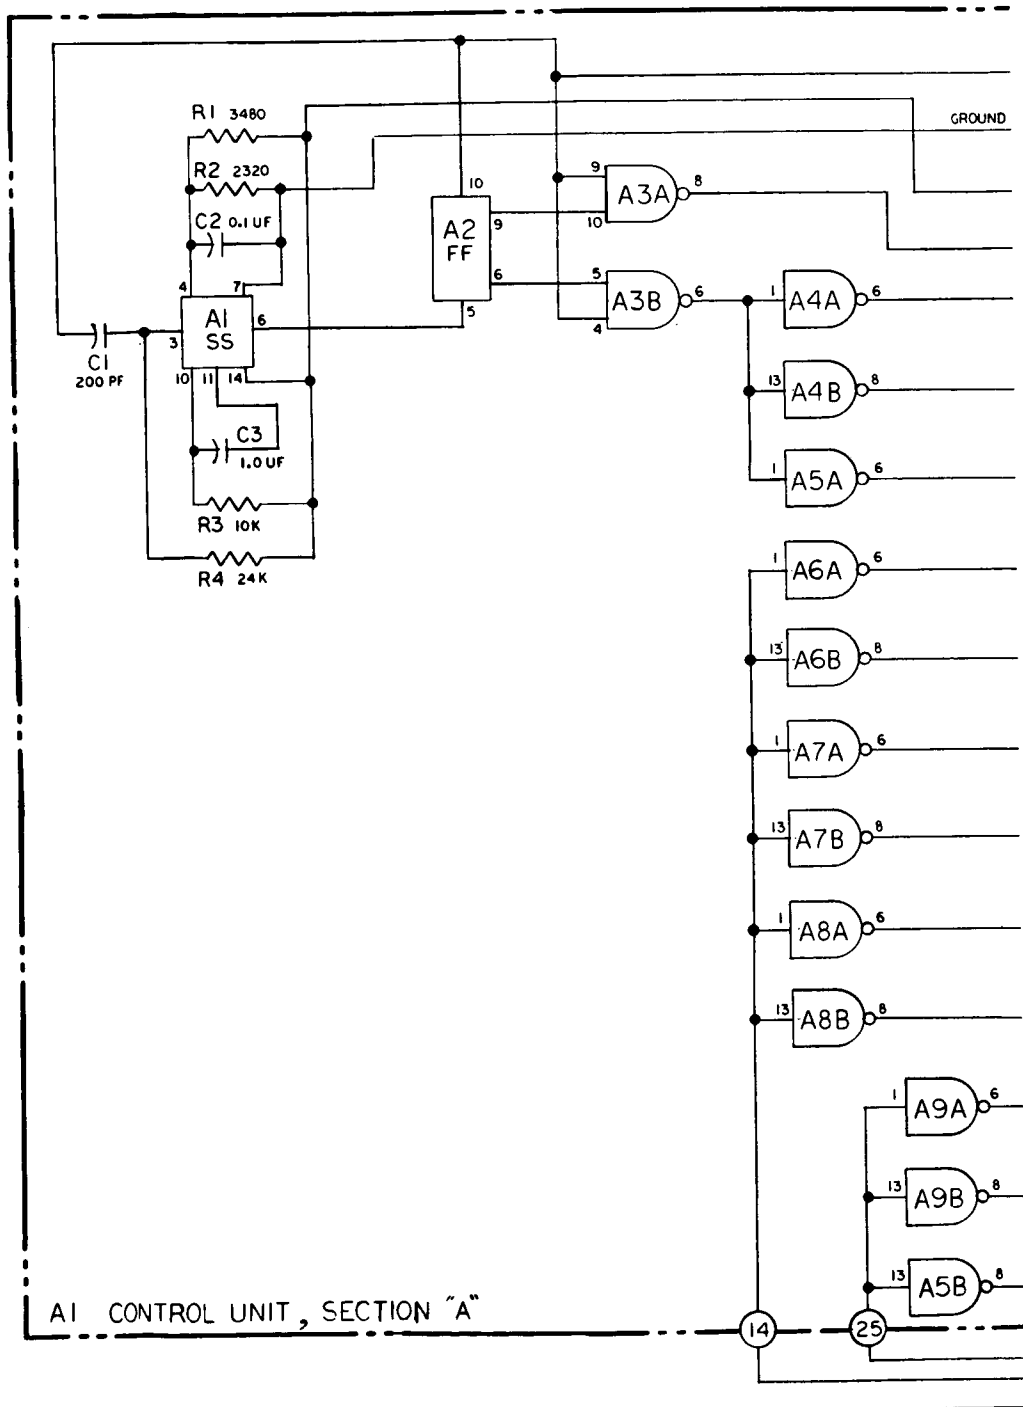 R1 3480
GROUND
R2 2320
C2 0.1 UF
4
7
A1
SS
3
6
10
11
14
C1
200 PF
C3
1.0 UF
R3 10K
R4 24K
10
A2
FF
9
6
5
9
10
A3A
8
5
4
A3B
6
1
A4A
6
13
A4B
8
1
A5A
6
1
A6A
6
13
A6B
8
1
A7A
6
13
A7B
8
1
A8A
6
13
A8B
8
1
A9A
6
13
A9B
8
13
A5B
8
A1 CONTROL UNIT, SECTION "A"
14
25